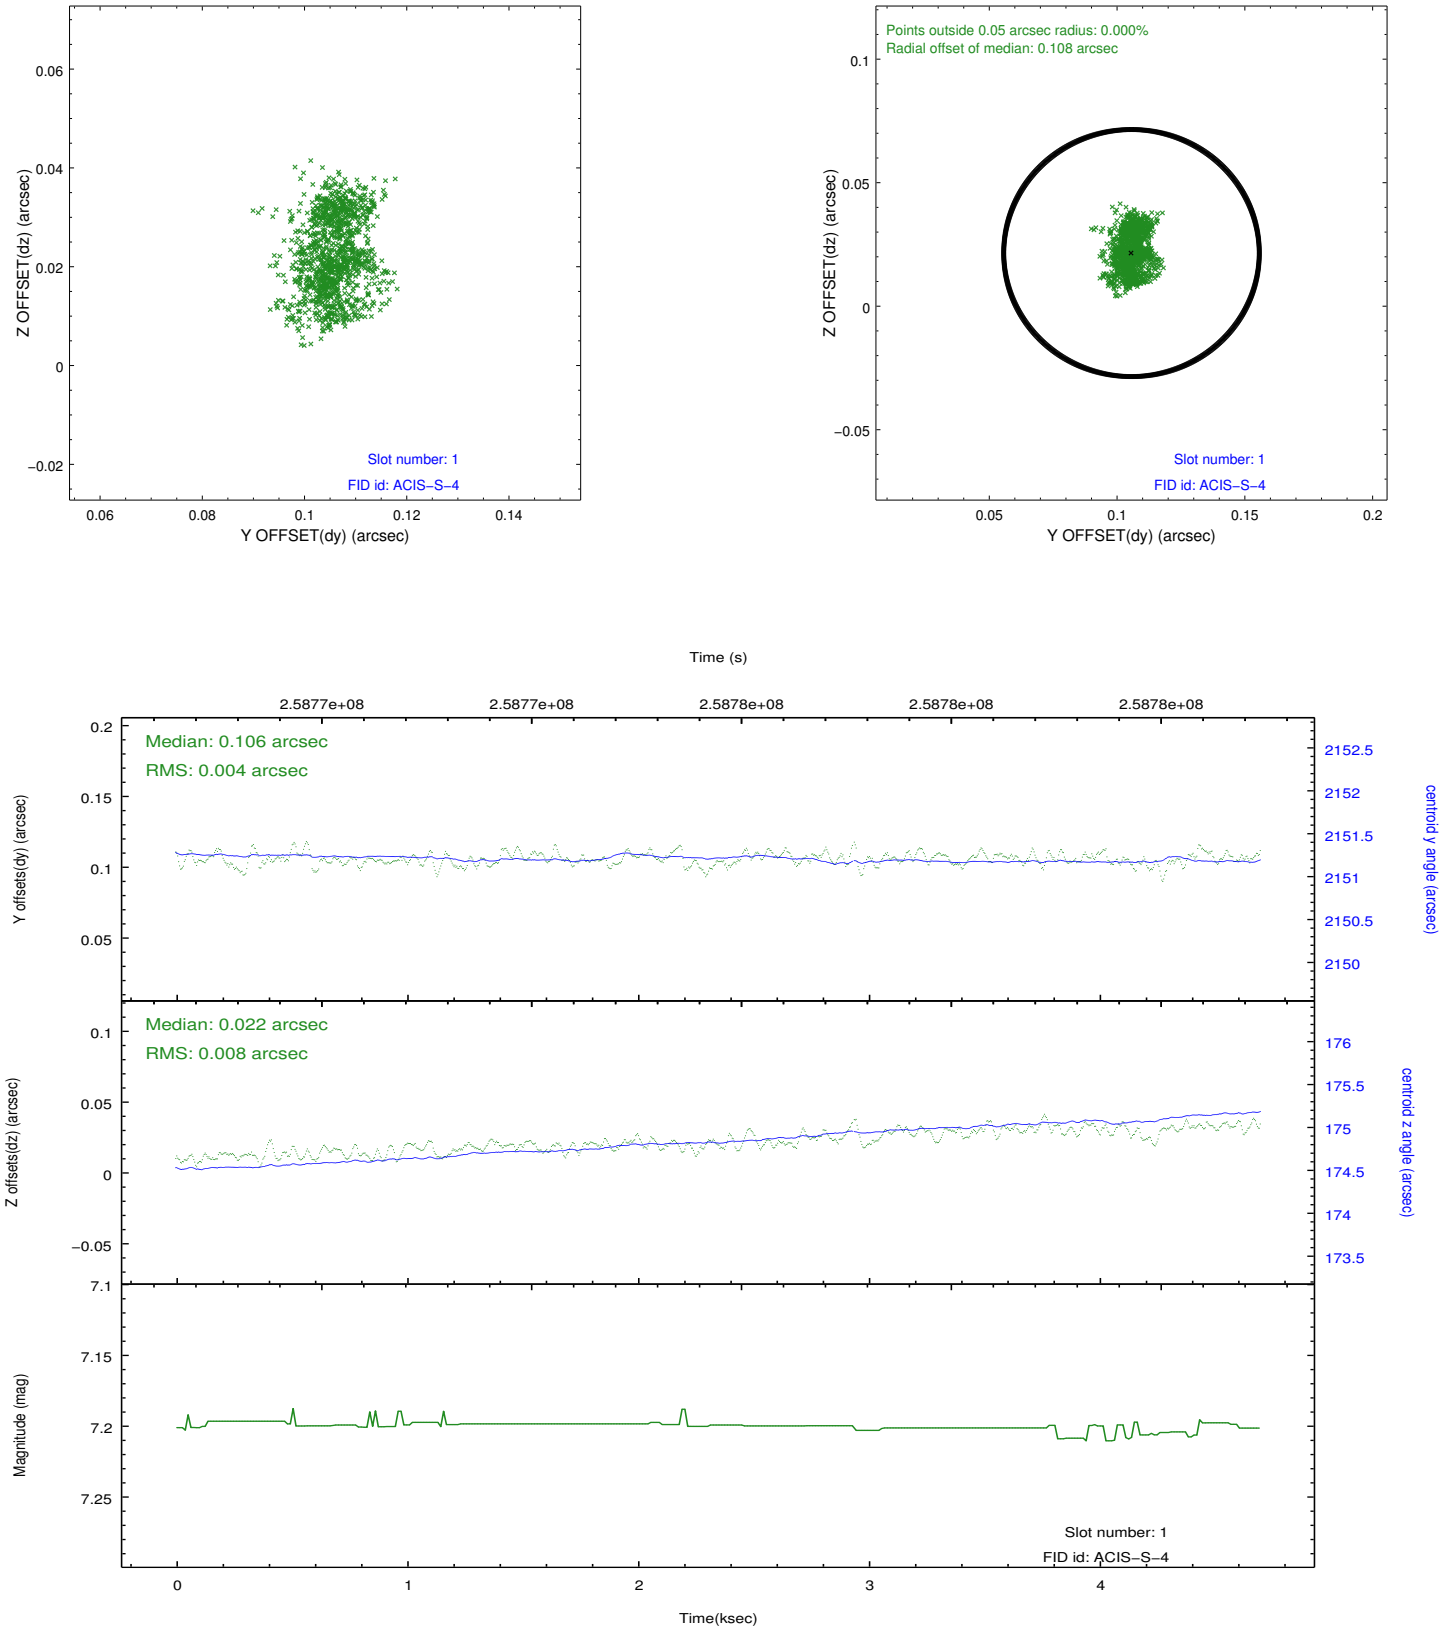 0.06
0.04
0.02
0
−0.02
Z OFFSET(dz) (arcsec)
Slot number: 1
FID id: ACIS−S−4
0.06 0.08 0.1 0.12 0.14
Y OFFSET(dy) (arcsec)
Points outside 0.05 arcsec radius: 0.000%
Radial offset of median: 0.108 arcsec
0.1
0.05
0
−0.05
Z OFFSET(dz) (arcsec)
Slot number: 1
FID id: ACIS−S−4
0.05 0.1 0.15 0.2
Y OFFSET(dy) (arcsec)
Time (s)
2.5877e+08 2.5877e+08 2.5878e+08 2.5878e+08 2.5878e+08
Median: 0.106 arcsec
RMS: 0.004 arcsec
0.2
0.15
0.1
0.05
Y offsets(dy) (arcsec)
2152.5
2152
2151.5
2151
2150.5
2150
centroid y angle (arcsec)
Median: 0.022 arcsec
RMS: 0.008 arcsec
0.1
0.05
0
−0.05
Z offsets(dz) (arcsec)
176
175.5
175
174.5
174
173.5
centroid z angle (arcsec)
7.1
7.15
7.2
7.25
Magnitude (mag)
Slot number: 1
FID id: ACIS−S−4
0 1 2 3 4
Time(ksec)